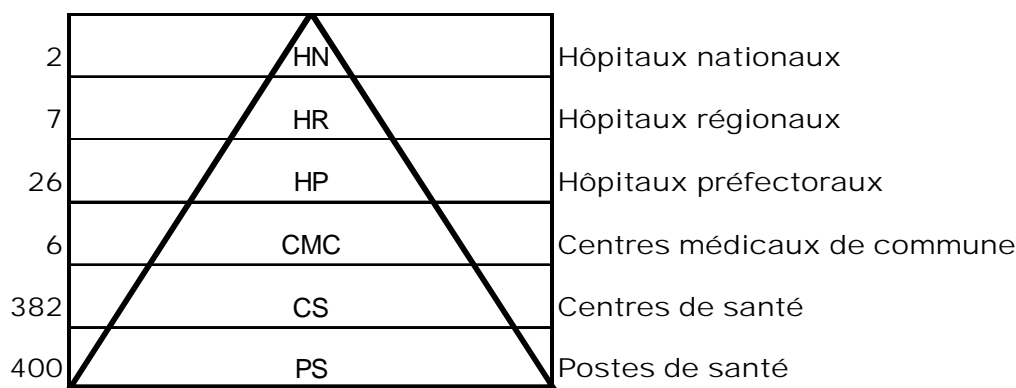 2 HN Hôpitaux nationaux
7 HR Hôpitaux régionaux
26 HP Hôpitaux préfectoraux
6 CMC Centres médicaux de commune
382 CS Centres de santé
400 PS Postes de santé